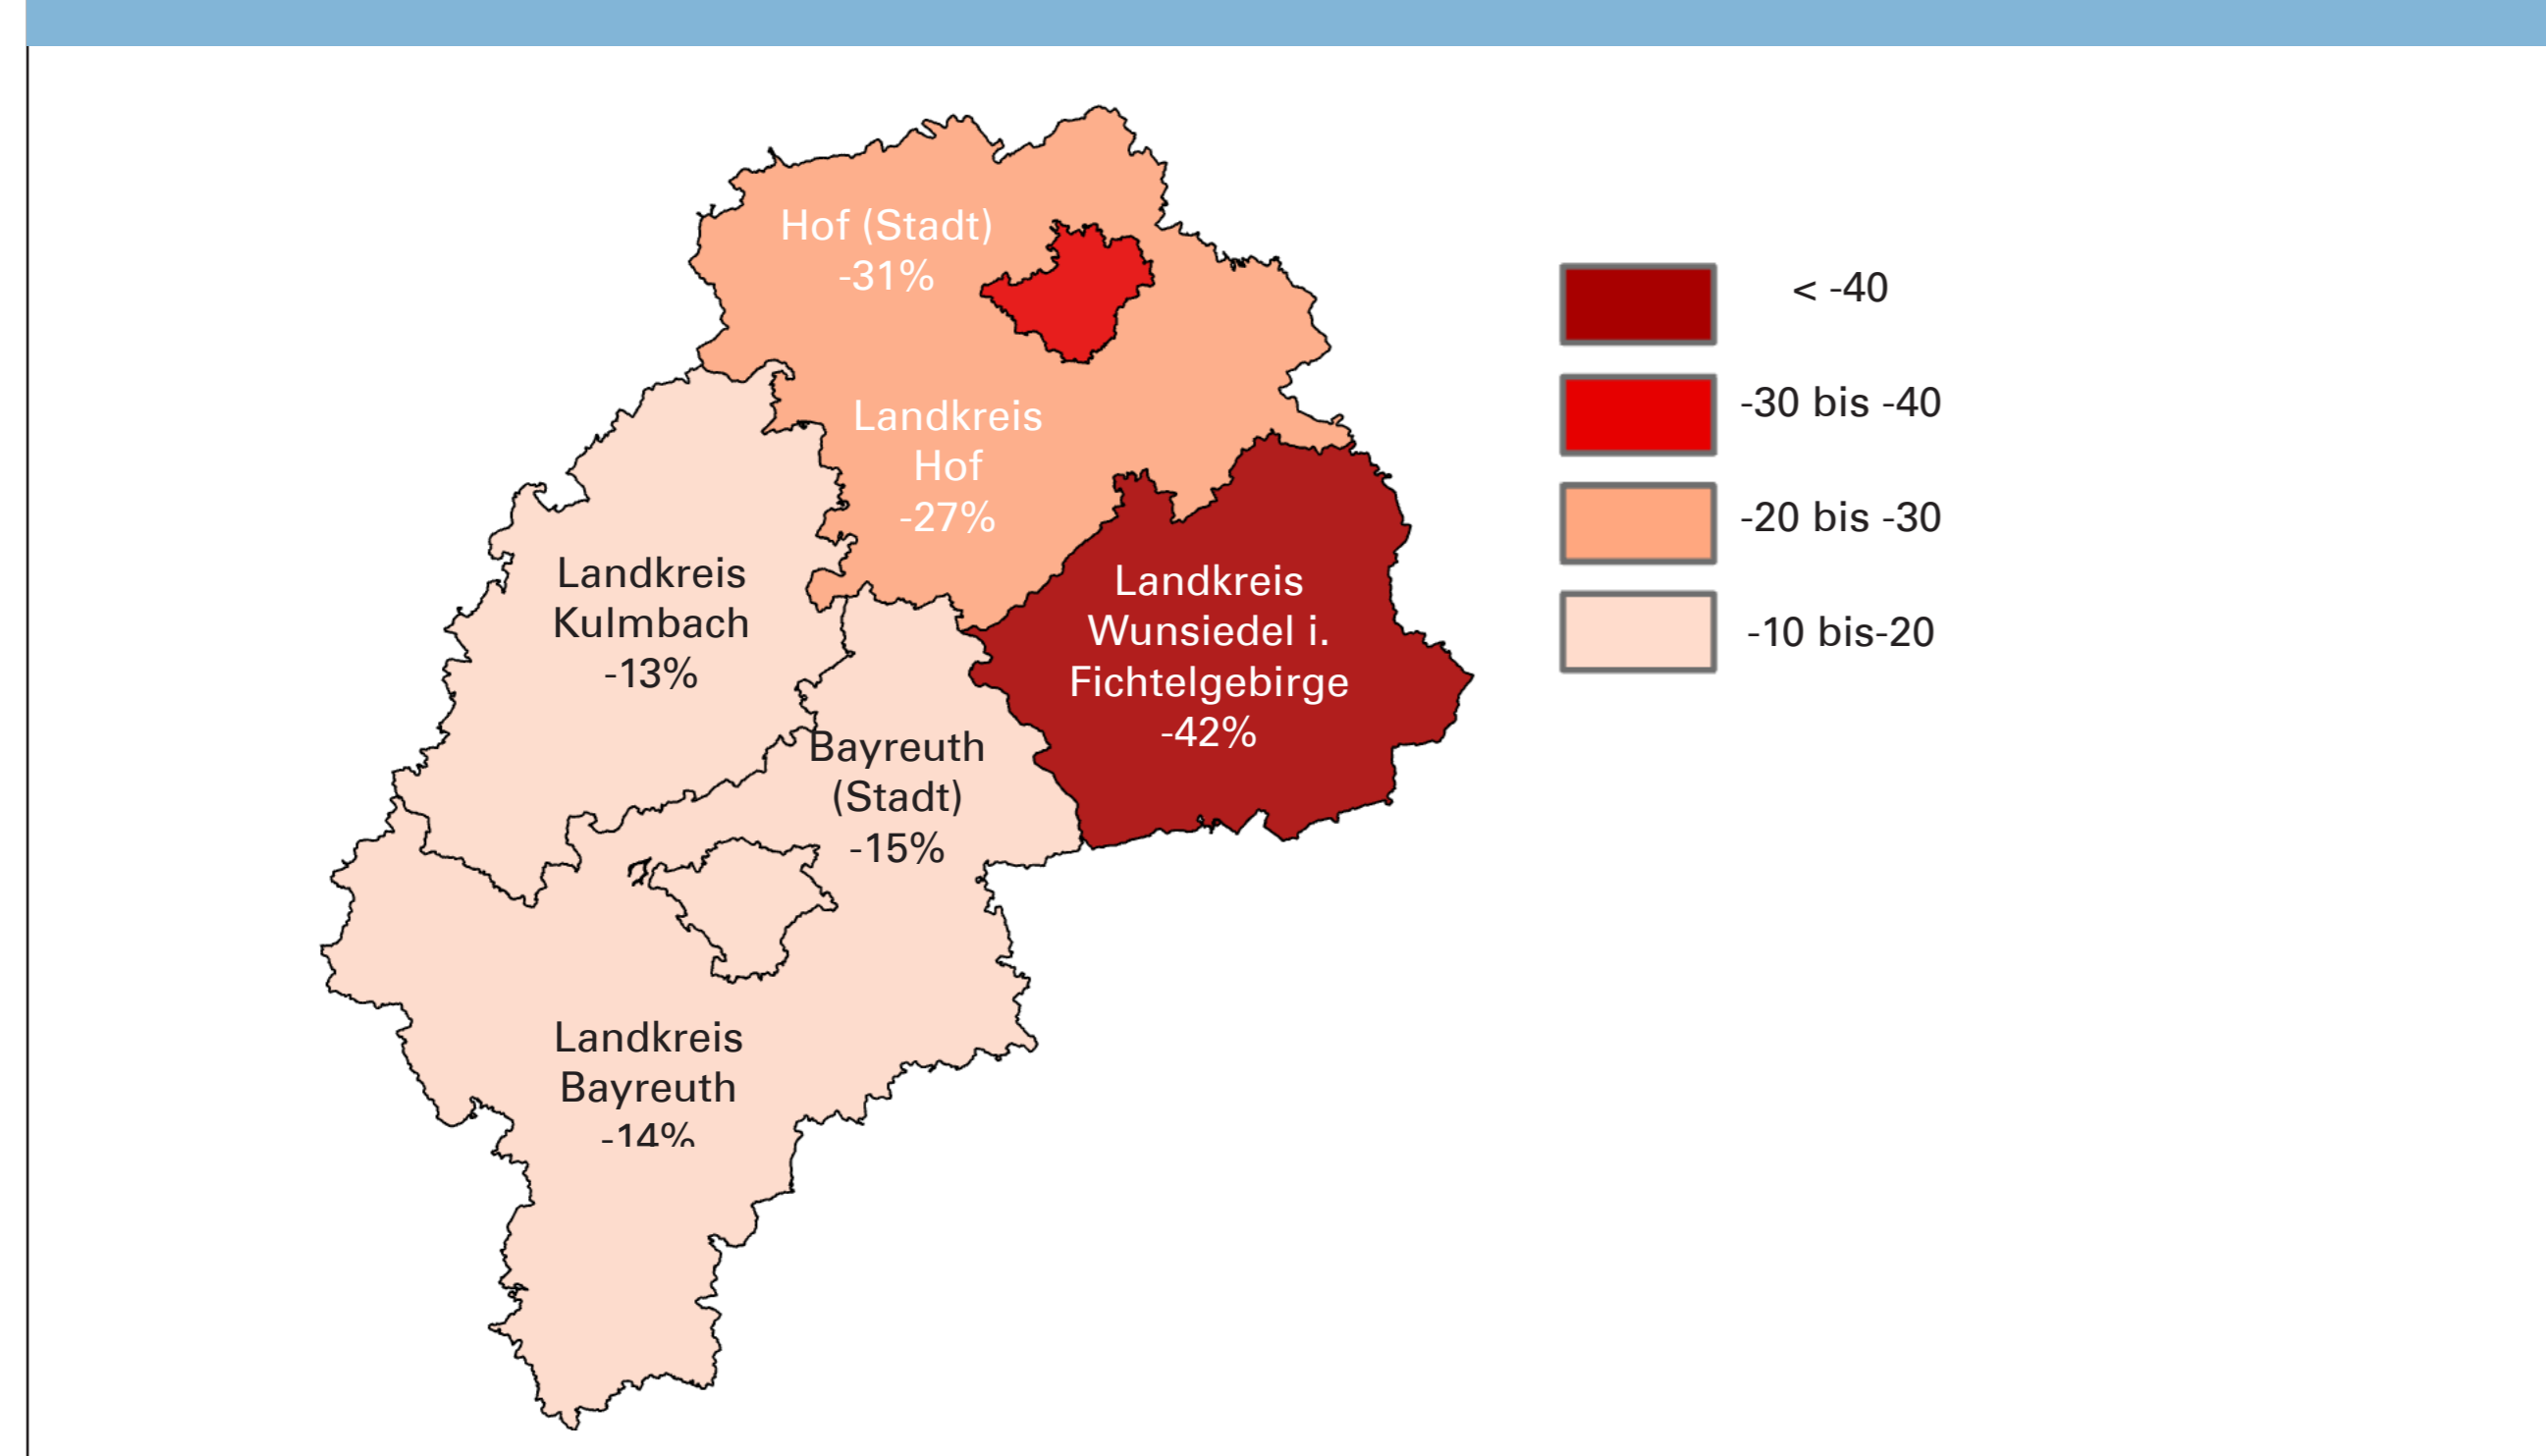 Hof (Stadt)
-31%
Landkreis
Hof
-27%
Landkreis
Kulmbach
-13%
Landkreis
Wunsiedel i.
Fichtelgebirge
-42%
Bayreuth
(Stadt)
-15%
Landkreis
Bayreuth
-14%
< -40
-30 bis -40
-20 bis -30
-10 bis-20